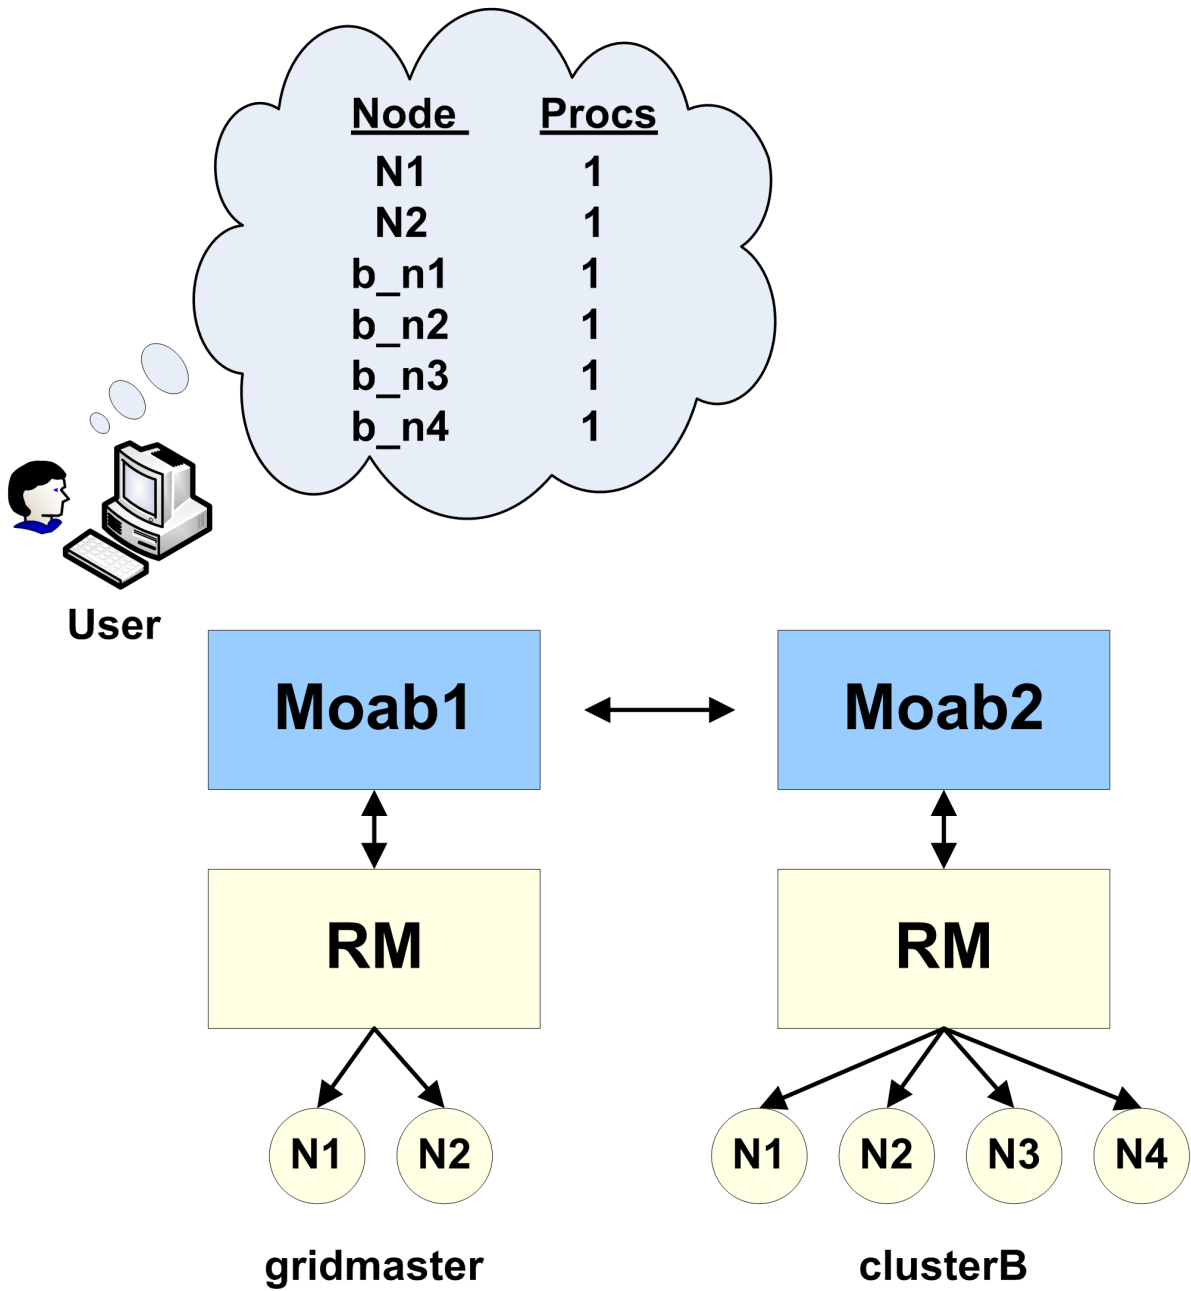 Node Procs
N1 1
N2 1
b_n1 1
b_n2 1
b_n3 1
b_n4 1
User
Moab1 Moab2
RM RM
N1 N2 N1 N2 N3 N4
gridmaster clusterB